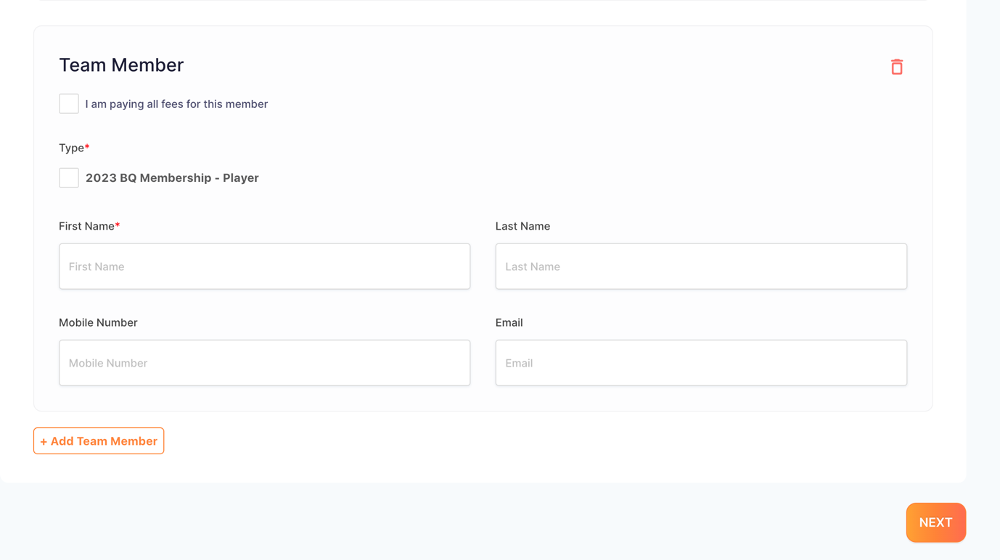 Team Member
I am paying all fees for this member
Type*
2023 BQ Membership - Player
First Name* Last Name
First Name Last Name
Mobile Number Email
Mobile Number Email
+ Add Team Member
NEXT